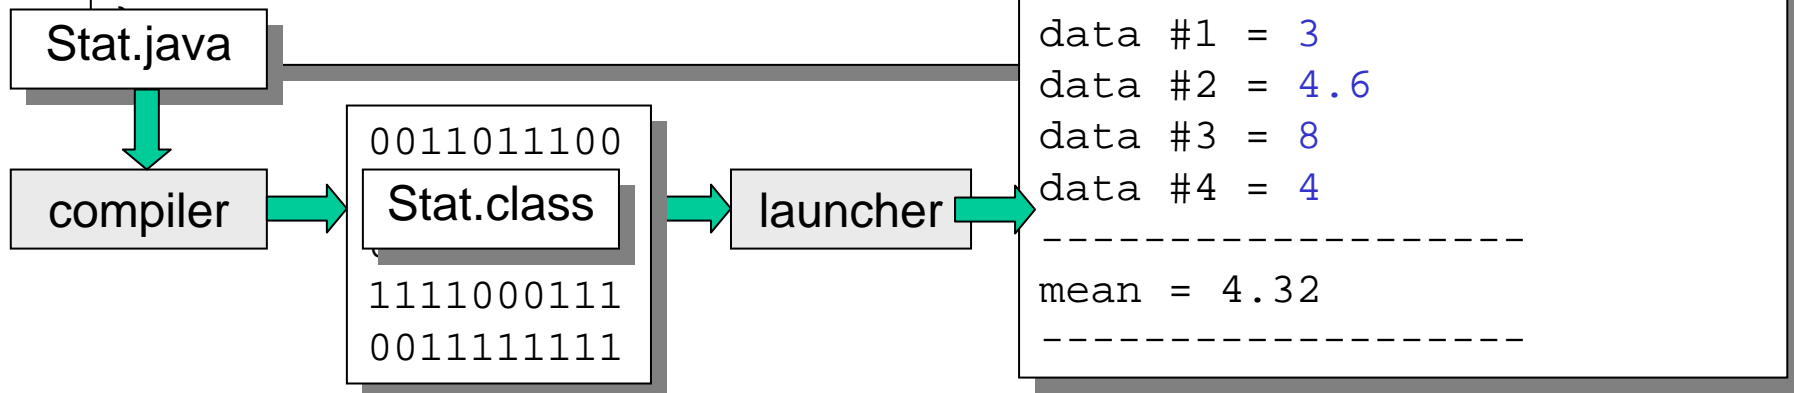 Stat.java
compiler
0011011100
Stat.class
1111000111
0011111111
launcher
data #1 = 3
data #2 = 4.6
data #3 = 8
data #4 = 4
-------------------
mean = 4.32
-------------------